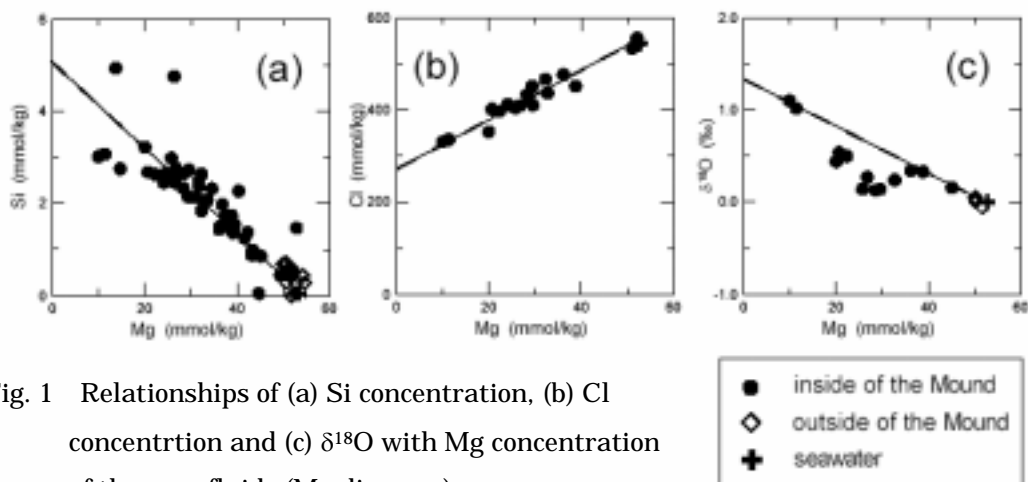 6
4
2
0
0 20 40 60
Si (mmol/kg)
Mg (mmol/kg)
(a)
600
400
200
0
0 20 40 60
Cl (mmol/kg)
Mg (mmol/kg)
(b)
2.0
1.0
0.0
-1.0
0 20 40 60
δ¹⁸O (‰)
Mg (mmol/kg)
(c)
ig. 1 Relationships of (a) Si concentration, (b) Cl
concentrtion and (c) δ¹⁸O with Mg concentration
inside of the Mound
outside of the Mound
seawater